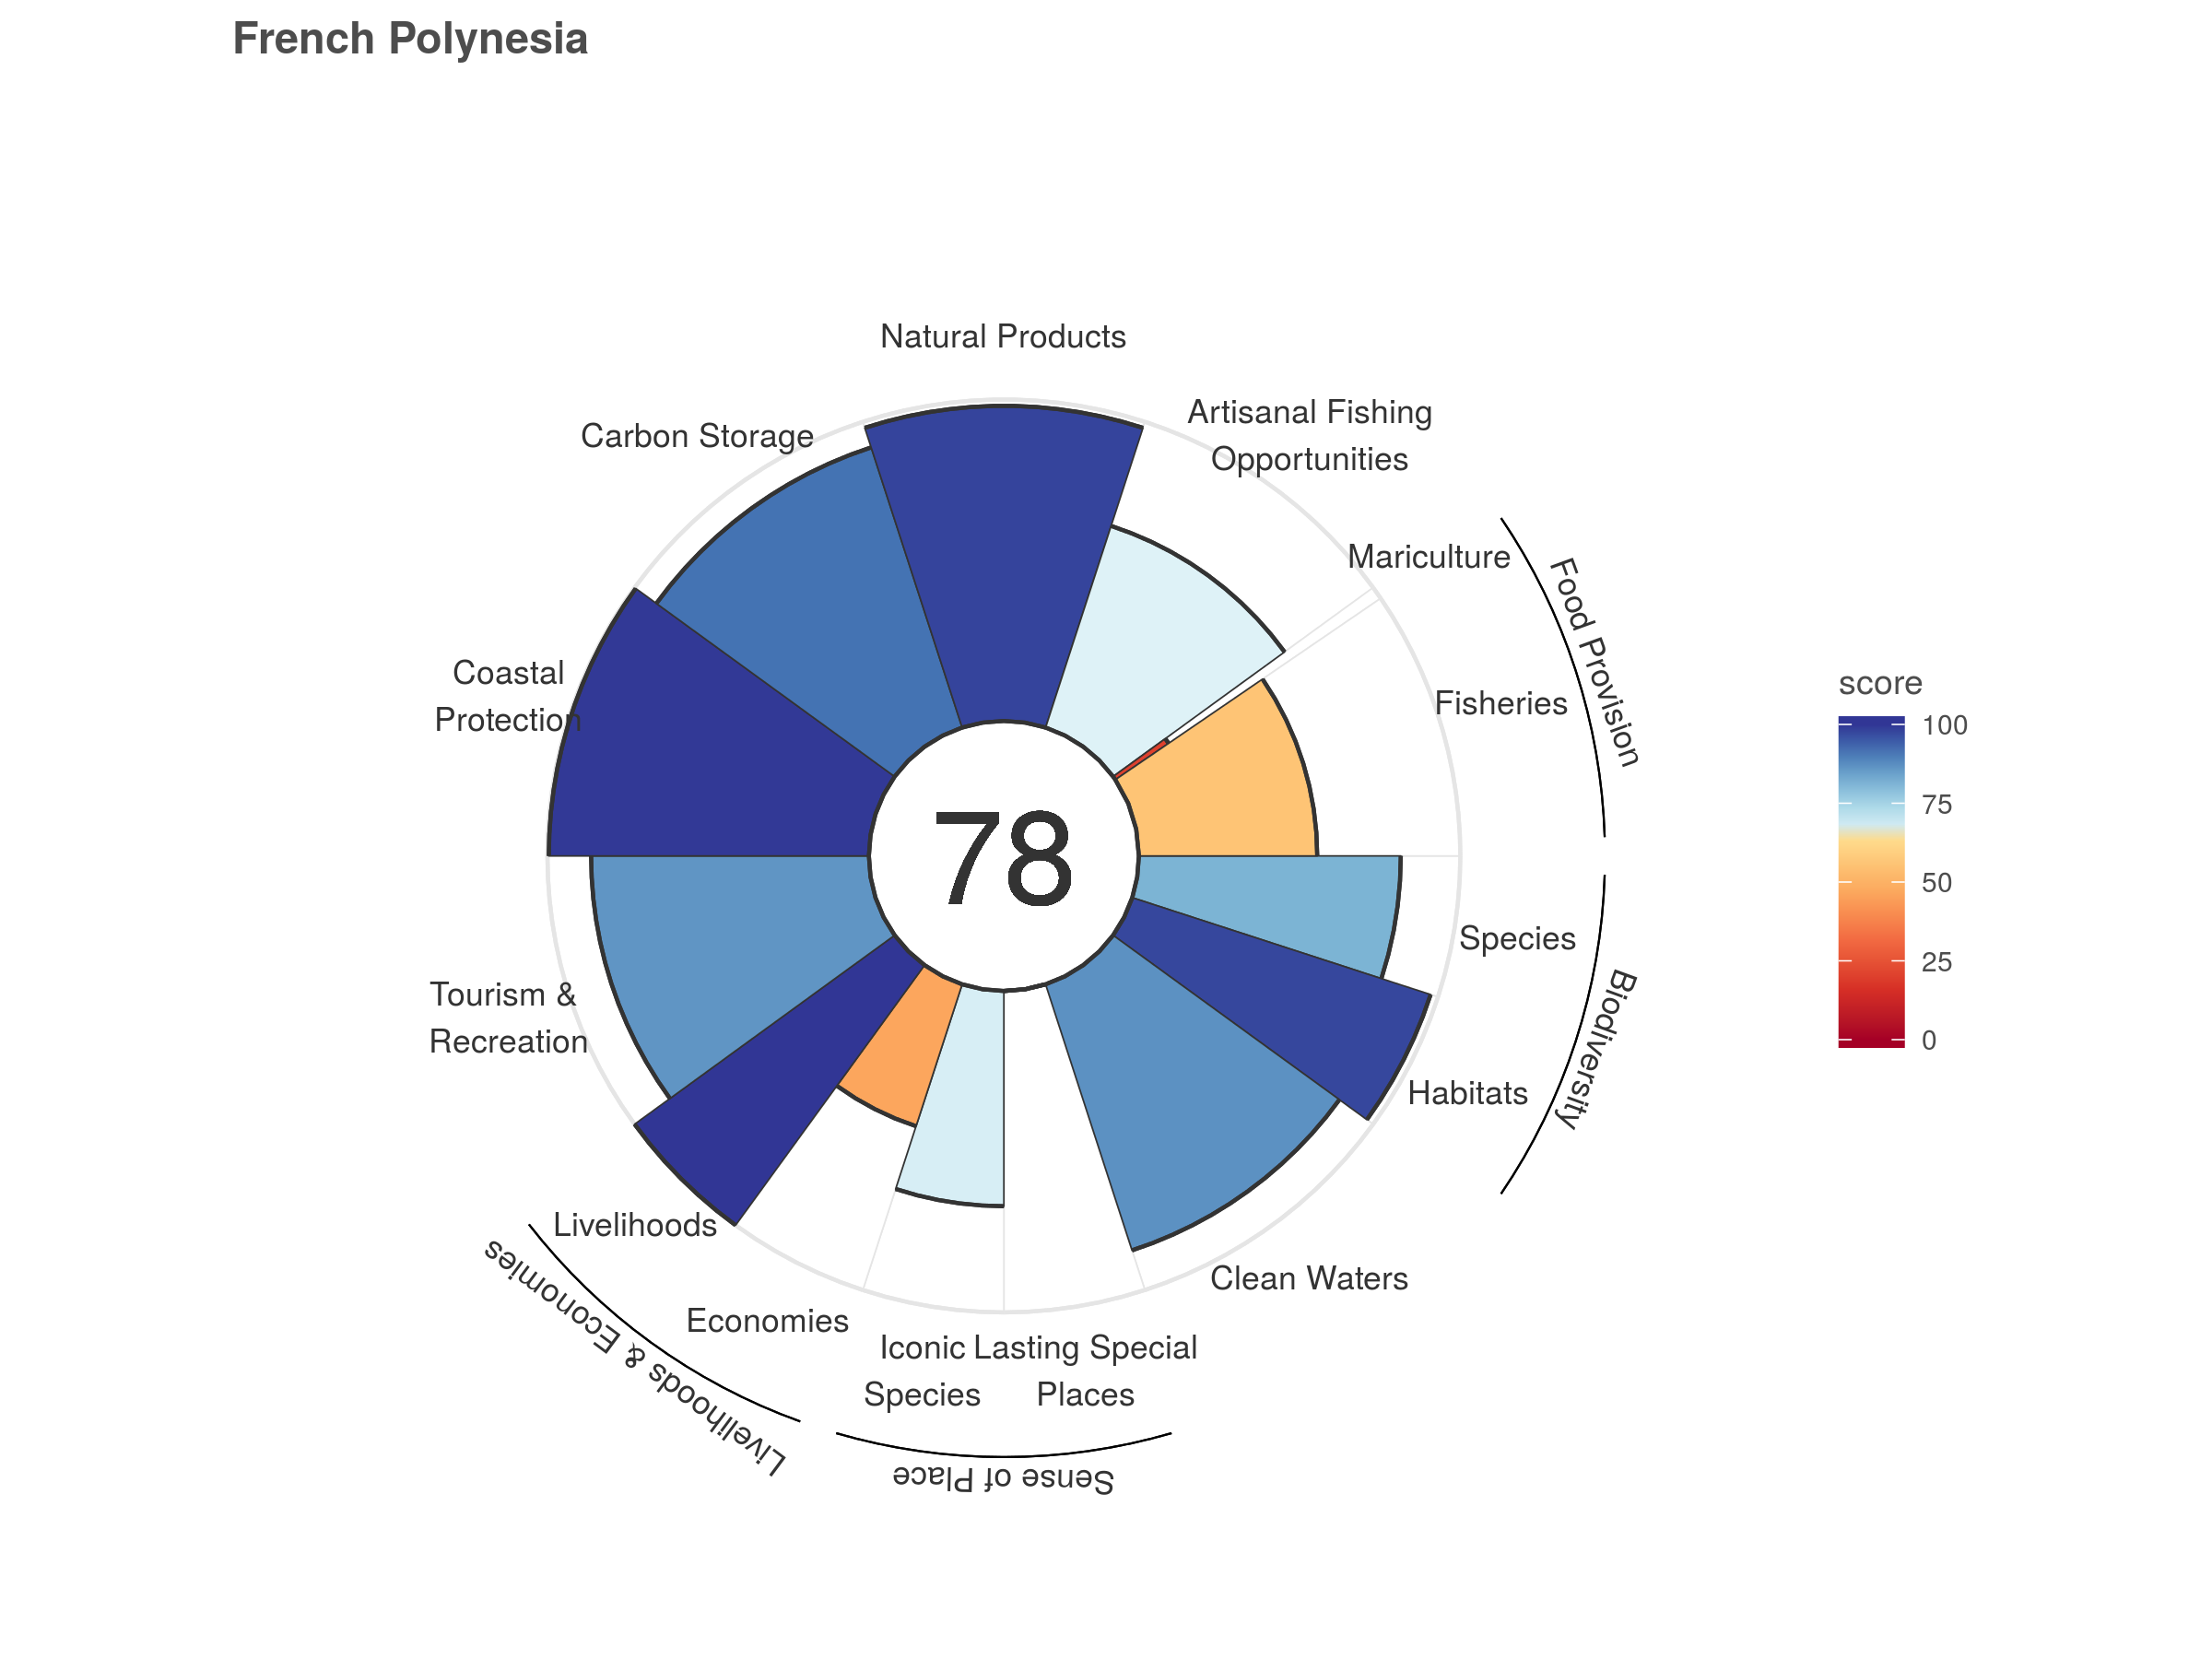 French Polynesia
Natural Products
Artisanal Fishing
Opportunities
Carbon Storage
Mariculture
Food Provision
Fisheries
Coastal
Protection
score
100
75
50
25
0
78
Species
Biodiversity
Tourism &
Recreation
Habitats
Livelihoods
Clean Waters
Livelihoods & Economies
Economies
Iconic
Species
Lasting Special
Places
Sense of Place